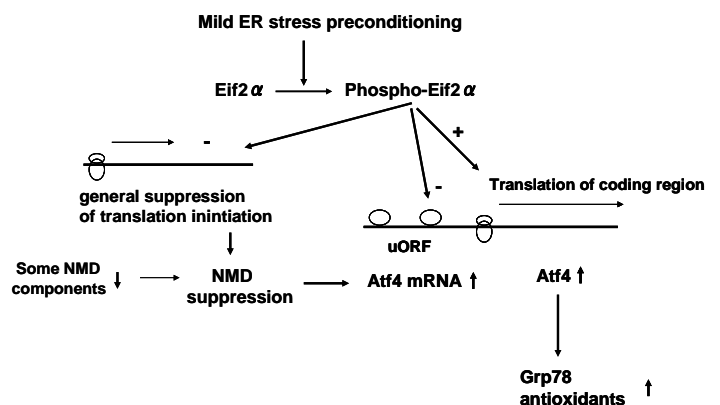 Mild ER stress preconditioning
Eif2α
Phospho-Eif2α
-
+
-
Translation of coding region
general suppression
of translation inintiation
uORF
Some NMD
components
NMD
suppression
Atf4 mRNA
Atf4
Grp78
antioxidants